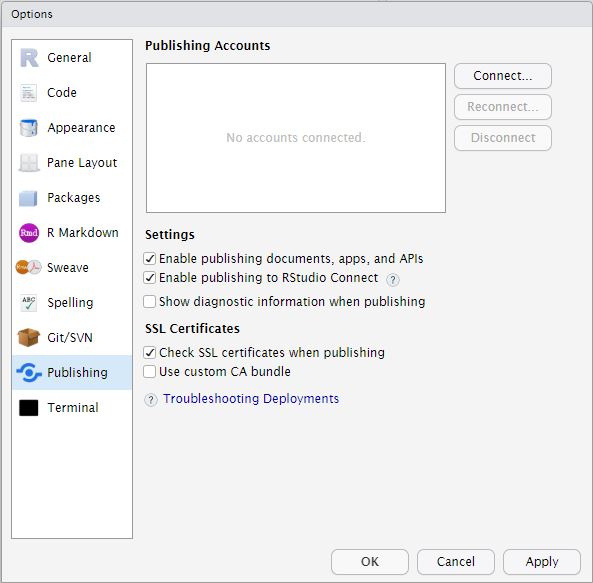 Options
General
Code
Appearance
Pane Layout
Packages
Rmd R Markdown
Sweave
ABC Spelling
Git/SVN
Publishing
Terminal
Publishing Accounts
No accounts connected.
Connect...
Reconnect...
Disconnect
Settings
Enable publishing documents, apps, and APIs
Enable publishing to RStudio Connect ?
Show diagnostic information when publishing
SSL Certificates
Check SSL certificates when publishing
Use custom CA bundle
? Troubleshooting Deployments
OK
Cancel
Apply